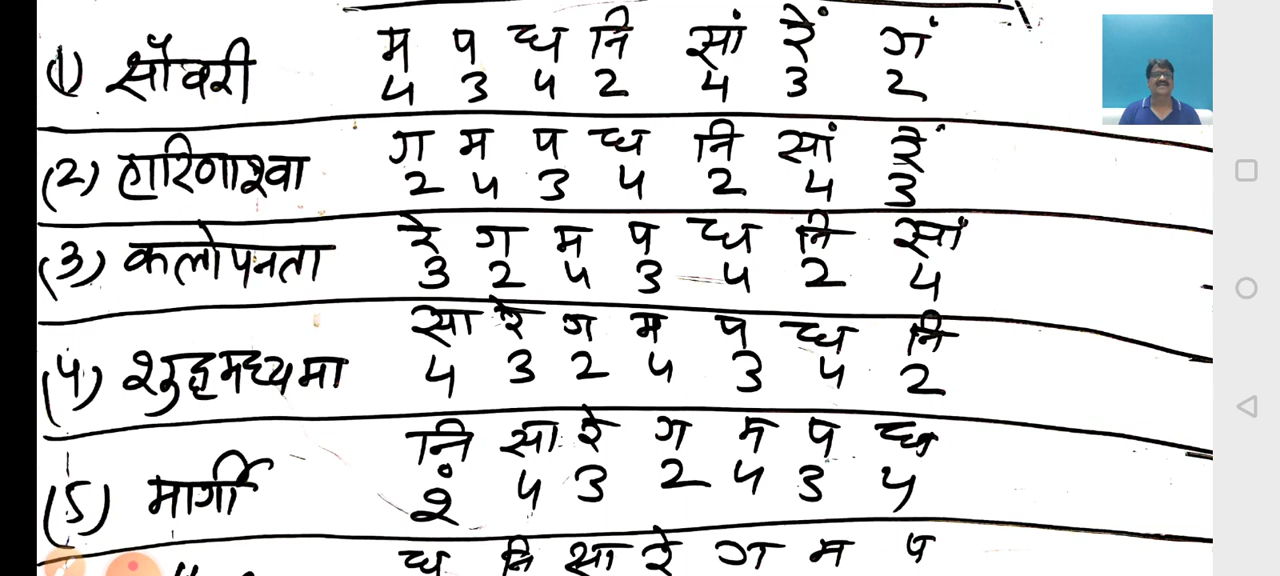 म प ध नि सां रें गं
(1) सौवरी 4 3 4 2 4 3 2
ग म प ध नि सां रें
(2) हारिणाश्वा 2 4 3 4 2 4 3
रे ग म प ध नि सां
(3) कलोपनता 3 2 4 3 4 2 4
सा रे ग म प ध नि
(4) शुद्धमध्यमा 4 3 2 4 3 4 2
नि सा रे ग म प ध
(5) मार्गी 2 4 3 2 4 3 4
ध नि सा रे ग म प